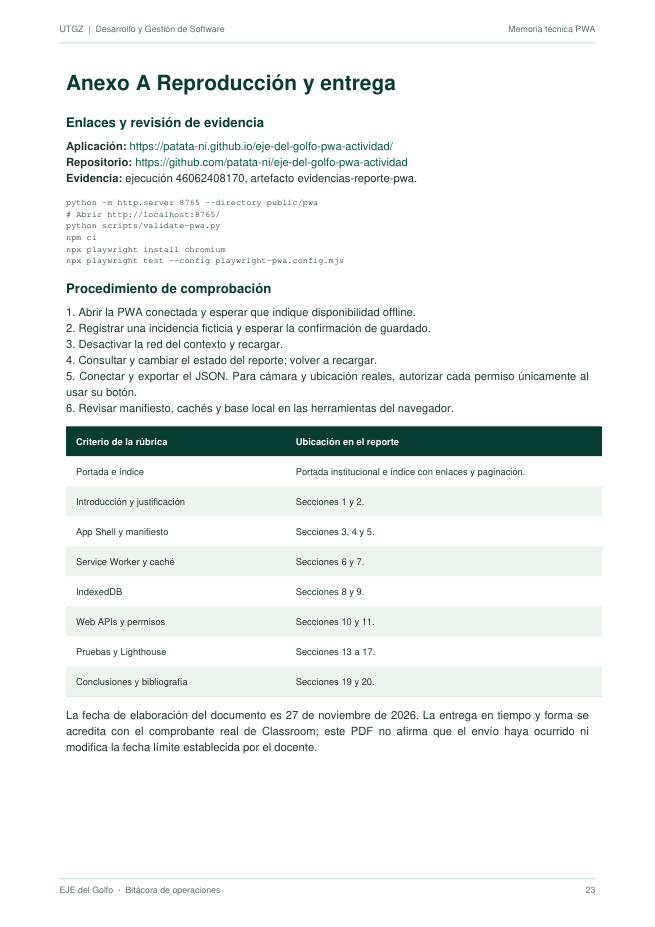 UTGZ | Desarrollo y Gestión de Software
Memoria técnica PWA
Anexo A Reproducción y entrega
Enlaces y revisión de evidencia
Aplicación: https://patata-ni.github.io/eje-del-golfo-pwa-actividad/
Repositorio: https://github.com/patata-ni/eje-del-golfo-pwa-actividad
Evidencia: ejecución 46062408170, artefacto evidencias-reporte-pwa.
python -m http.server 8765 --directory public/pwa
# Abrir http://localhost:8765/
python scripts/validate-pwa.py
npm ci
npx playwright install chromium
npx playwright test --config playwright-pwa.config.mjs
Procedimiento de comprobación
1. Abrir la PWA conectada y esperar que indique disponibilidad offline.
2. Registrar una incidencia ficticia y esperar la confirmación de guardado.
3. Desactivar la red del contexto y recargar.
4. Consultar y cambiar el estado del reporte; volver a recargar.
5. Conectar y exportar el JSON. Para cámara y ubicación reales, autorizar cada permiso únicamente al
usar su botón.
6. Revisar manifiesto, cachés y base local en las herramientas del navegador.
Criterio de la rúbrica
Ubicación en el reporte
Portada e índice
Portada institucional e índice con enlaces y paginación.
Introducción y justificación
Secciones 1 y 2.
App Shell y manifiesto
Secciones 3, 4 y 5.
Service Worker y caché
Secciones 6 y 7.
IndexedDB
Secciones 8 y 9.
Web APIs y permisos
Secciones 10 y 11.
Pruebas y Lighthouse
Secciones 13 a 17.
Conclusiones y bibliografía
Secciones 19 y 20.
La fecha de elaboración del documento es 27 de noviembre de 2026. La entrega en tiempo y forma se
acredita con el comprobante real de Classroom; este PDF no afirma que el envío haya ocurrido ni
modifica la fecha límite establecida por el docente.
EJE del Golfo · Bitácora de operaciones
23